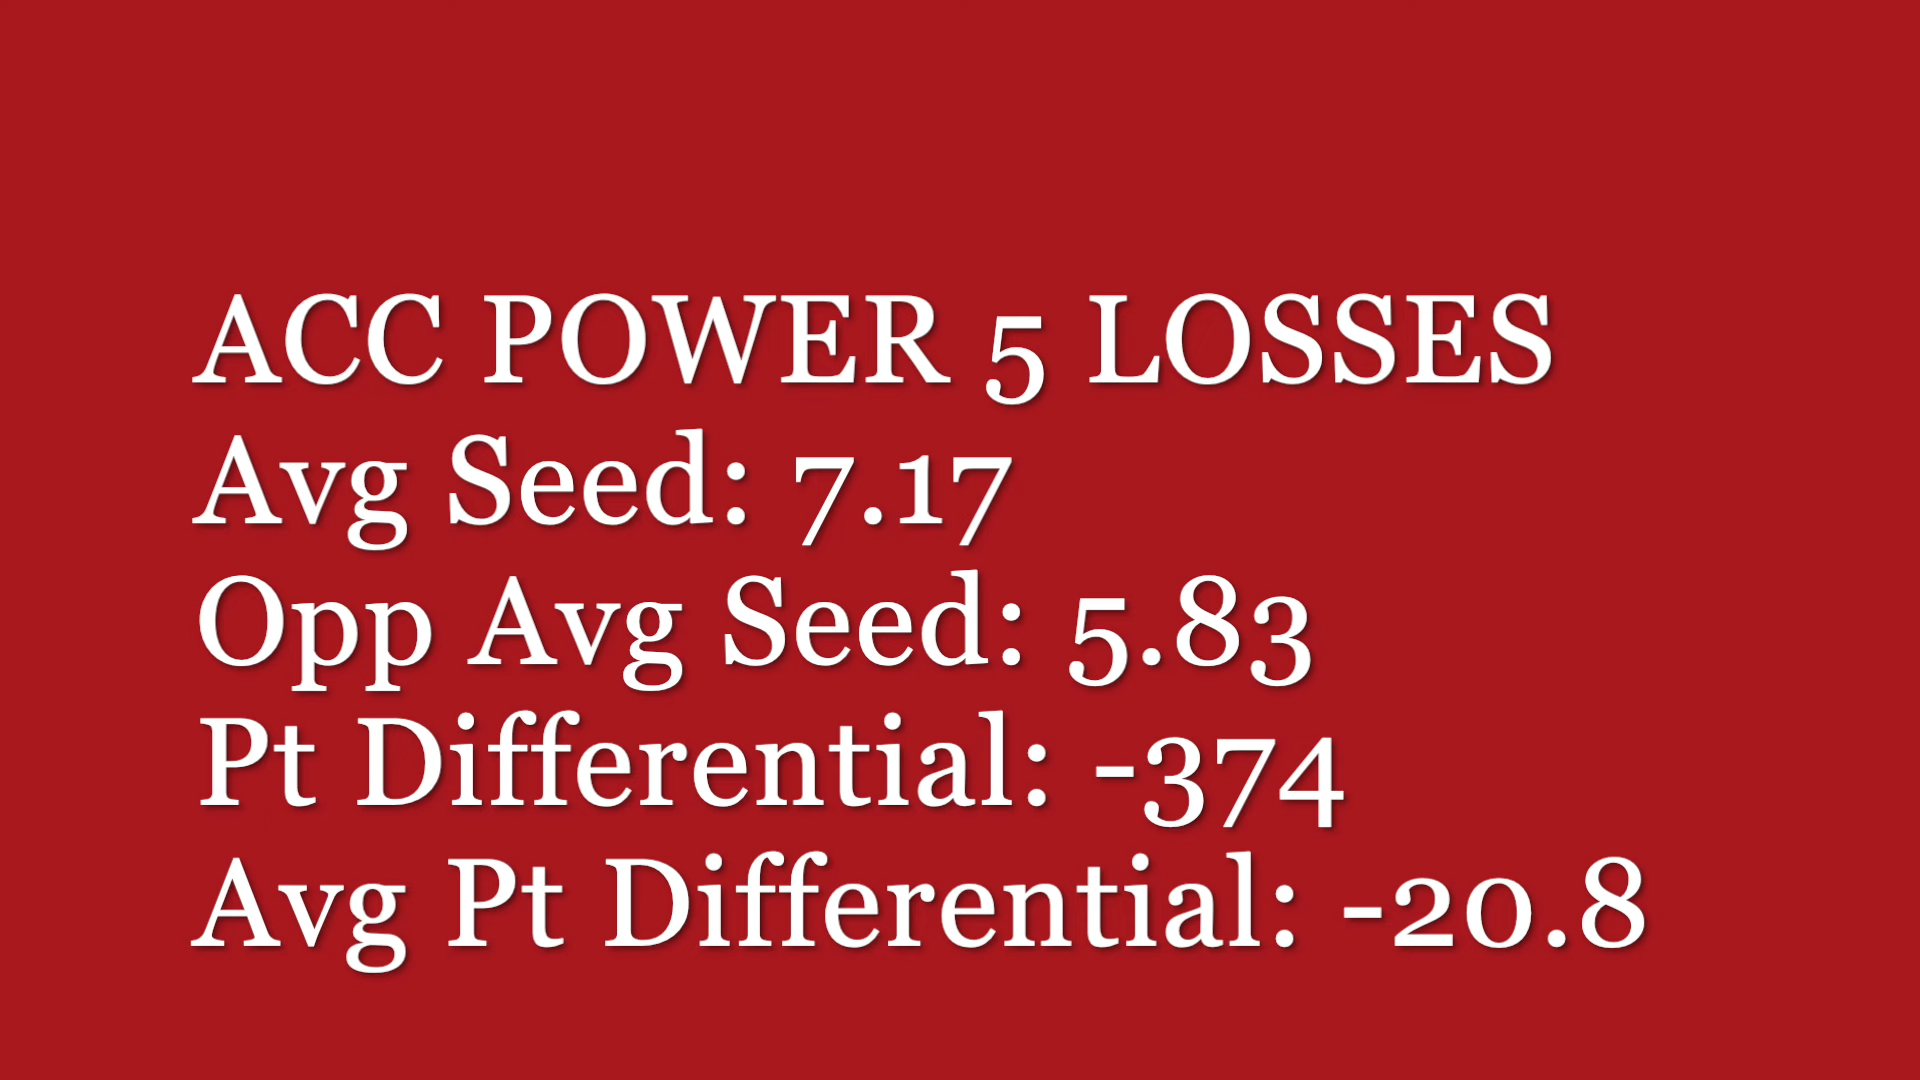 ACC POWER 5 LOSSES
Avg Seed: 7.17
Opp Avg Seed: 5.83
Pt Differential: -374
Avg Pt Differential: -20.8